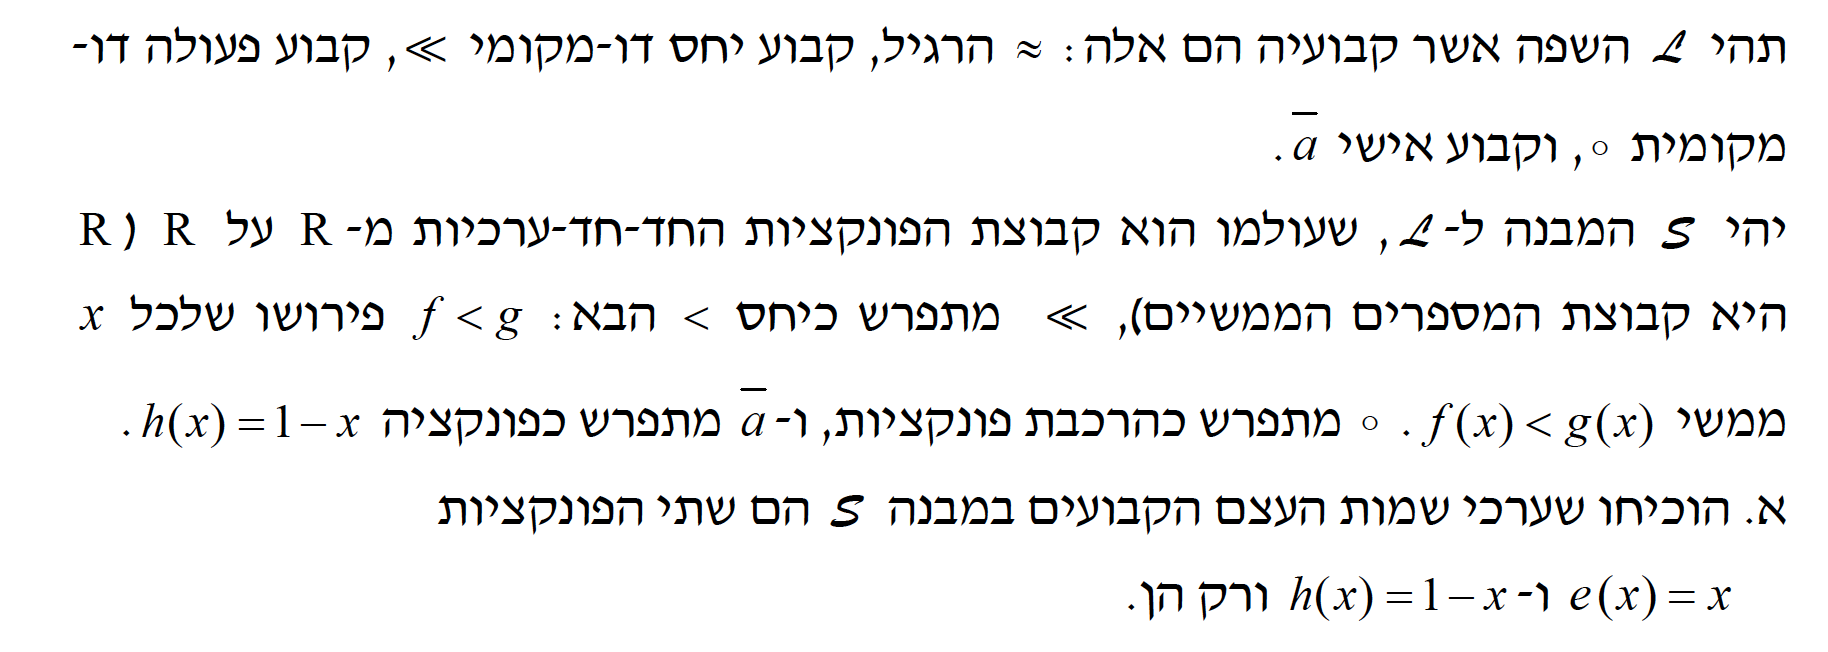 תהי ℒ השפה אשר קבועיה הם אלה: ≈ הרגיל, קבוע יחס דו-מקומי ≪, קבוע פעולה דו-
מקומית ∘, וקבוע אישי a̅.
יהי 𝒮 המבנה ל-ℒ, שעולמו הוא קבוצת הפונקציות החד-חד-ערכיות מ-R על R (R
היא קבוצת המספרים הממשיים), ≪ מתפרש כיחס < הבא: f < g פירושו שלכל x
ממשי f(x) < g(x). ∘ מתפרש כהרכבת פונקציות, ו-a̅ מתפרש כפונקציה h(x) = 1 − x.
א. הוכיחו שערכי שמות העצם הקבועים במבנה 𝒮 הם שתי הפונקציות
e(x) = x ו-h(x) = 1 − x ורק הן.